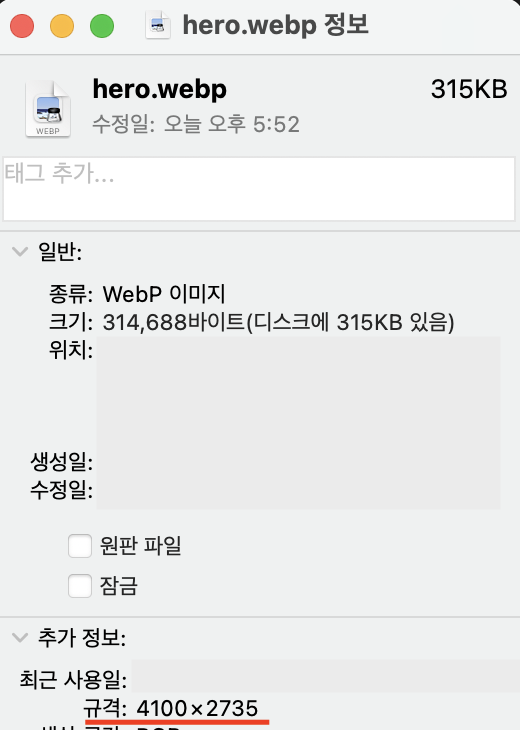 hero.webp 정보
hero.webp 315KB
수정일: 오늘 오후 5:52
WEBP
태그 추가...
일반:
종류: WebP 이미지
크기: 314,688바이트(디스크에 315KB 있음)
위치:
생성일:
수정일:
원판 파일
잠금
추가 정보:
최근 사용일:
규격: 4100×2735